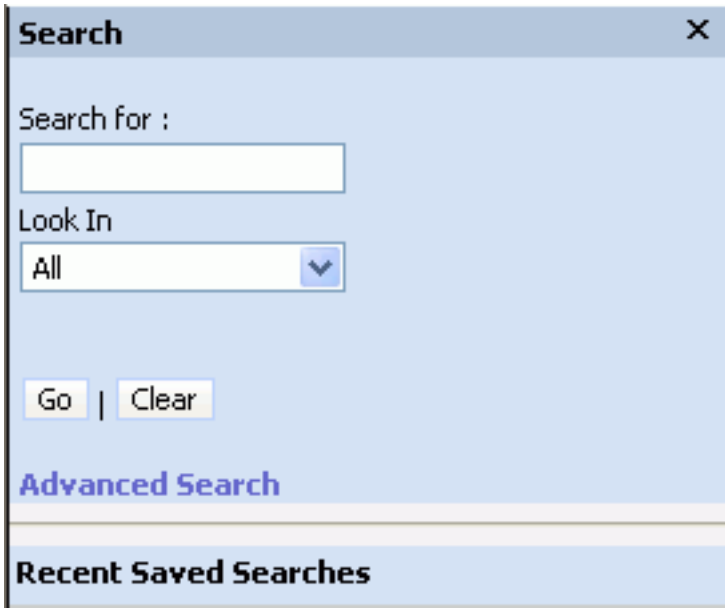 Search
Search for :
Look In
All
Go | Clear
Advanced Search
Recent Saved Searches